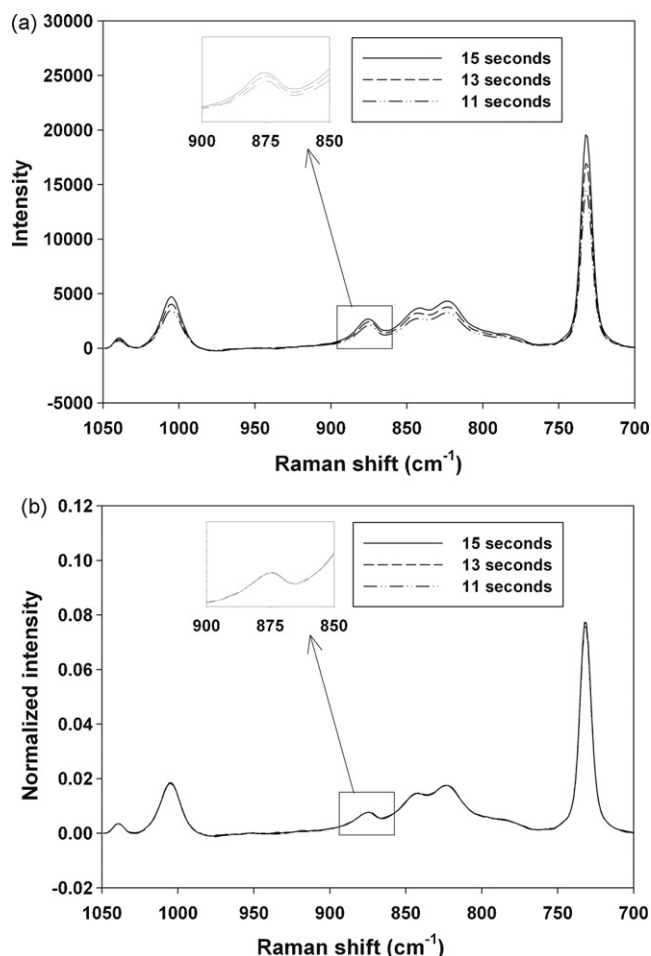 (a)
30000
25000
20000
15000
10000
5000
0
-5000
Intensity
900 875 850
15 seconds
13 seconds
11 seconds
1050 1000 950 900 850 800 750 700
Raman shift (cm⁻¹)
(b)
0.12
0.10
0.08
0.06
0.04
0.02
0.00
-0.02
Normalized intensity
900 875 850
15 seconds
13 seconds
11 seconds
1050 1000 950 900 850 800 750 700
Raman shift (cm⁻¹)